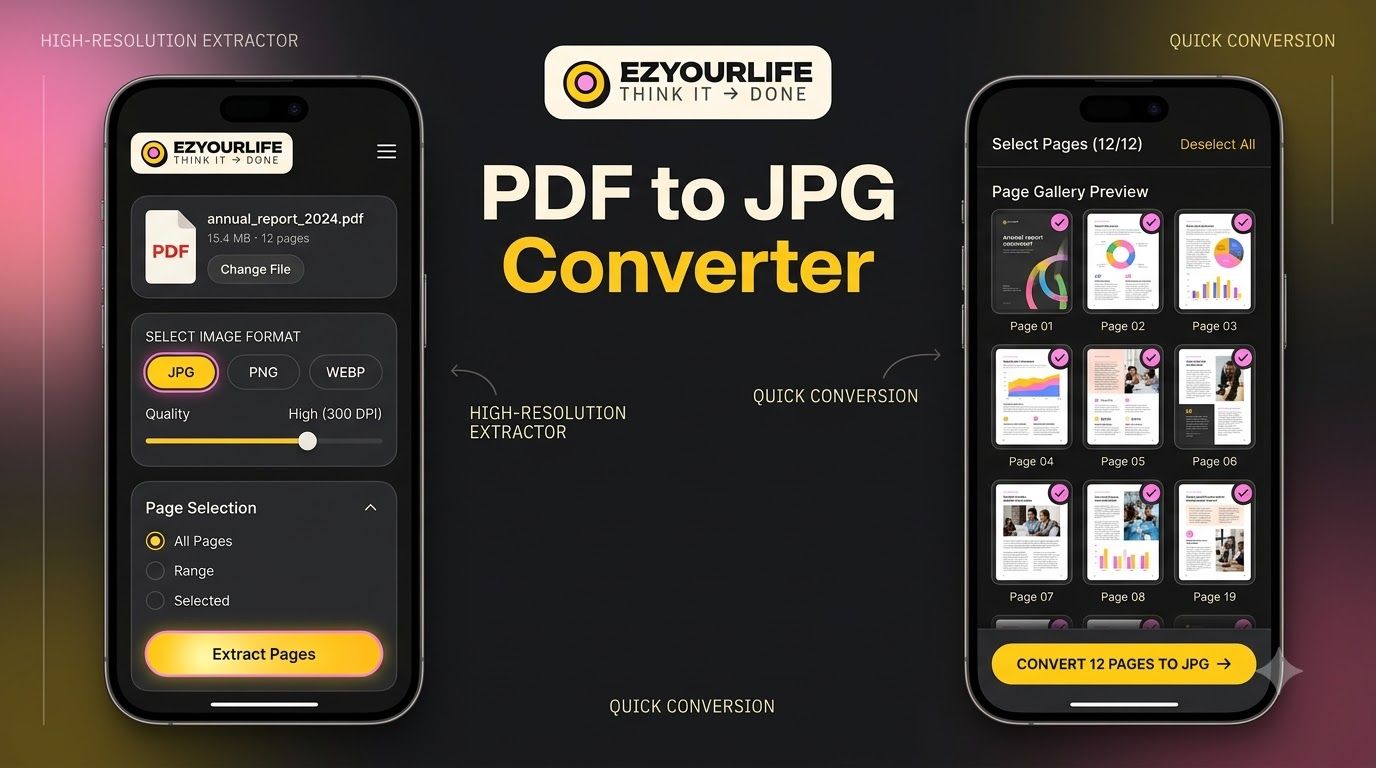 HIGH-RESOLUTION EXTRACTOR
QUICK CONVERSION
EZYOURLIFE
THINK IT → DONE
PDF to JPG
Converter
EZYOURLIFE
THINK IT → DONE
PDF
annual_report_2024.pdf
15.4 MB · 12 pages
Change File
SELECT IMAGE FORMAT
JPG
PNG
WEBP
Quality
High (300 DPI)
Page Selection
All Pages
Range
Selected
Extract Pages
HIGH-RESOLUTION
EXTRACTOR
QUICK CONVERSION
QUICK CONVERSION
Select Pages (12/12)
Deselect All
Page Gallery Preview
Page 01
Page 02
Page 03
Page 04
Page 05
Page 06
Page 07
Page 08
Page 19
CONVERT 12 PAGES TO JPG →